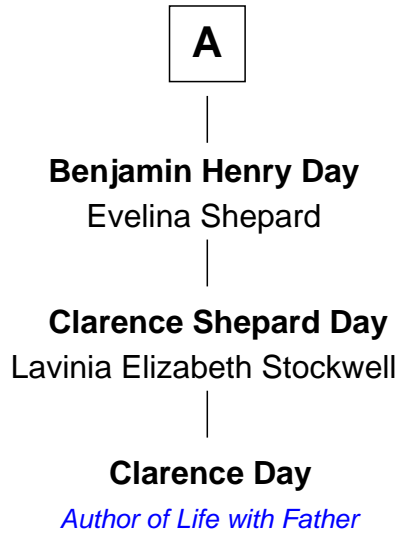 A
Benjamin Henry Day
Evelina Shepard
Clarence Shepard Day
Lavinia Elizabeth Stockwell
Clarence Day
Author of Life with Father